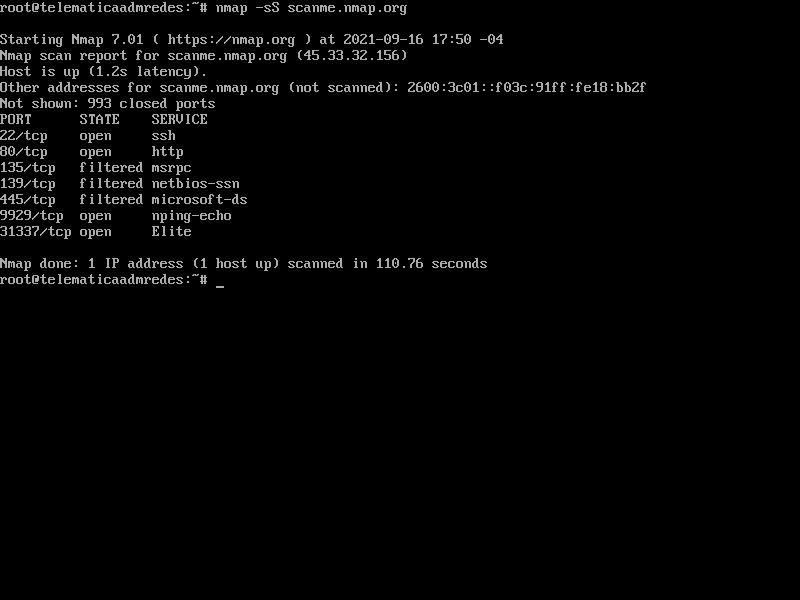 root@telematicaadmredes:~# nmap -sS scanme.nmap.org
Starting Nmap 7.01 ( https://nmap.org ) at 2021-09-16 17:50 -04
Nmap scan report for scanme.nmap.org (45.33.32.156)
Host is up (1.2s latency).
Other addresses for scanme.nmap.org (not scanned): 2600:3c01::f03c:91ff:fe18:bb2f
Not shown: 993 closed ports
PORT      STATE    SERVICE
22/tcp    open     ssh
80/tcp    open     http
135/tcp   filtered msrpc
139/tcp   filtered netbios-ssn
445/tcp   filtered microsoft-ds
9929/tcp  open     nping-echo
31337/tcp open     Elite
Nmap done: 1 IP address (1 host up) scanned in 110.76 seconds
root@telematicaadmredes:~# _